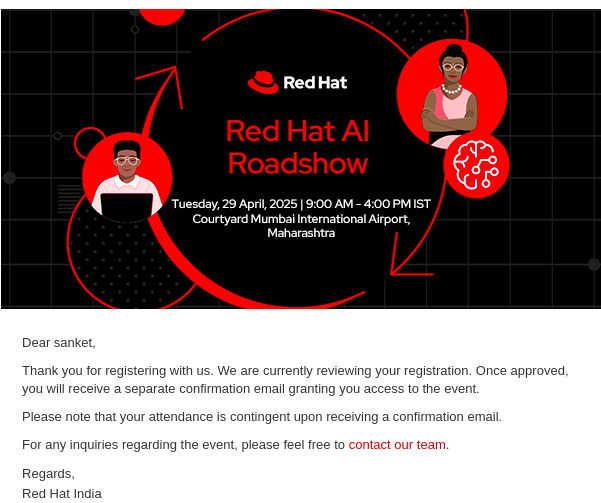 Red Hat
Red Hat AI
Roadshow
Tuesday, 29 April, 2025 | 9:00 AM - 4:00 PM IST
Courtyard Mumbai International Airport,
Maharashtra
Dear sanket,
Thank you for registering with us. We are currently reviewing your registration. Once approved,
you will receive a separate confirmation email granting you access to the event.
Please note that your attendance is contingent upon receiving a confirmation email.
For any inquiries regarding the event, please feel free to contact our team.
Regards,
Red Hat India